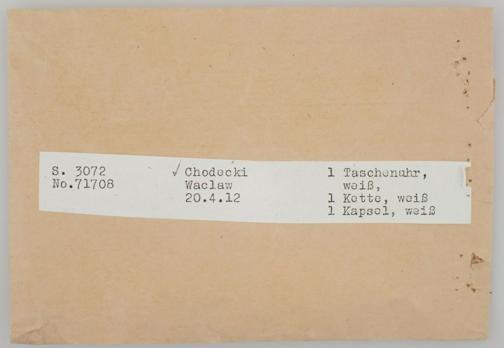 S. 3072 ✓ Chodecki 1 Taschenuhr,
No.71708 Waclaw weiß,
20.4.12 1 Kette, weiß
1 Kapsel, weiß